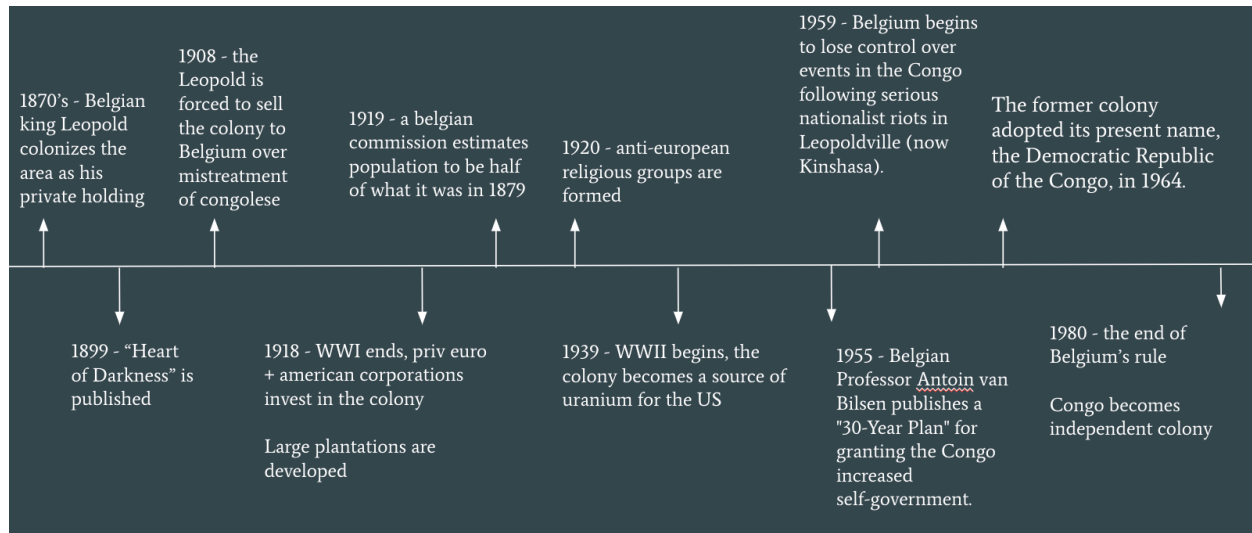 1870's - Belgian
king Leopold
colonizes the
area as his
private holding
1899 - “Heart
of Darkness” is
published
1908 - the
Leopold is
forced to sell
the colony to
Belgium over
mistreatment
of congolese
1918 - WWI ends, priv euro
+ american corporations
invest in the colony
Large plantations are
developed
1919 - a belgian
commission estimates
population to be half
of what it was in 1879
1920 - anti-european
religious groups are
formed
1939 - WWII begins, the
colony becomes a source of
uranium for the US
1955 - Belgian
Professor Antoin van
Bilsen publishes a
"30-Year Plan" for
granting the Congo
increased
self-government.
1959 - Belgium begins
to lose control over
events in the Congo
following serious
nationalist riots in
Leopoldville (now
Kinshasa).
The former colony
adopted its present name,
the Democratic Republic
of the Congo, in 1964.
1980 - the end of
Belgium's rule
Congo becomes
independent colony